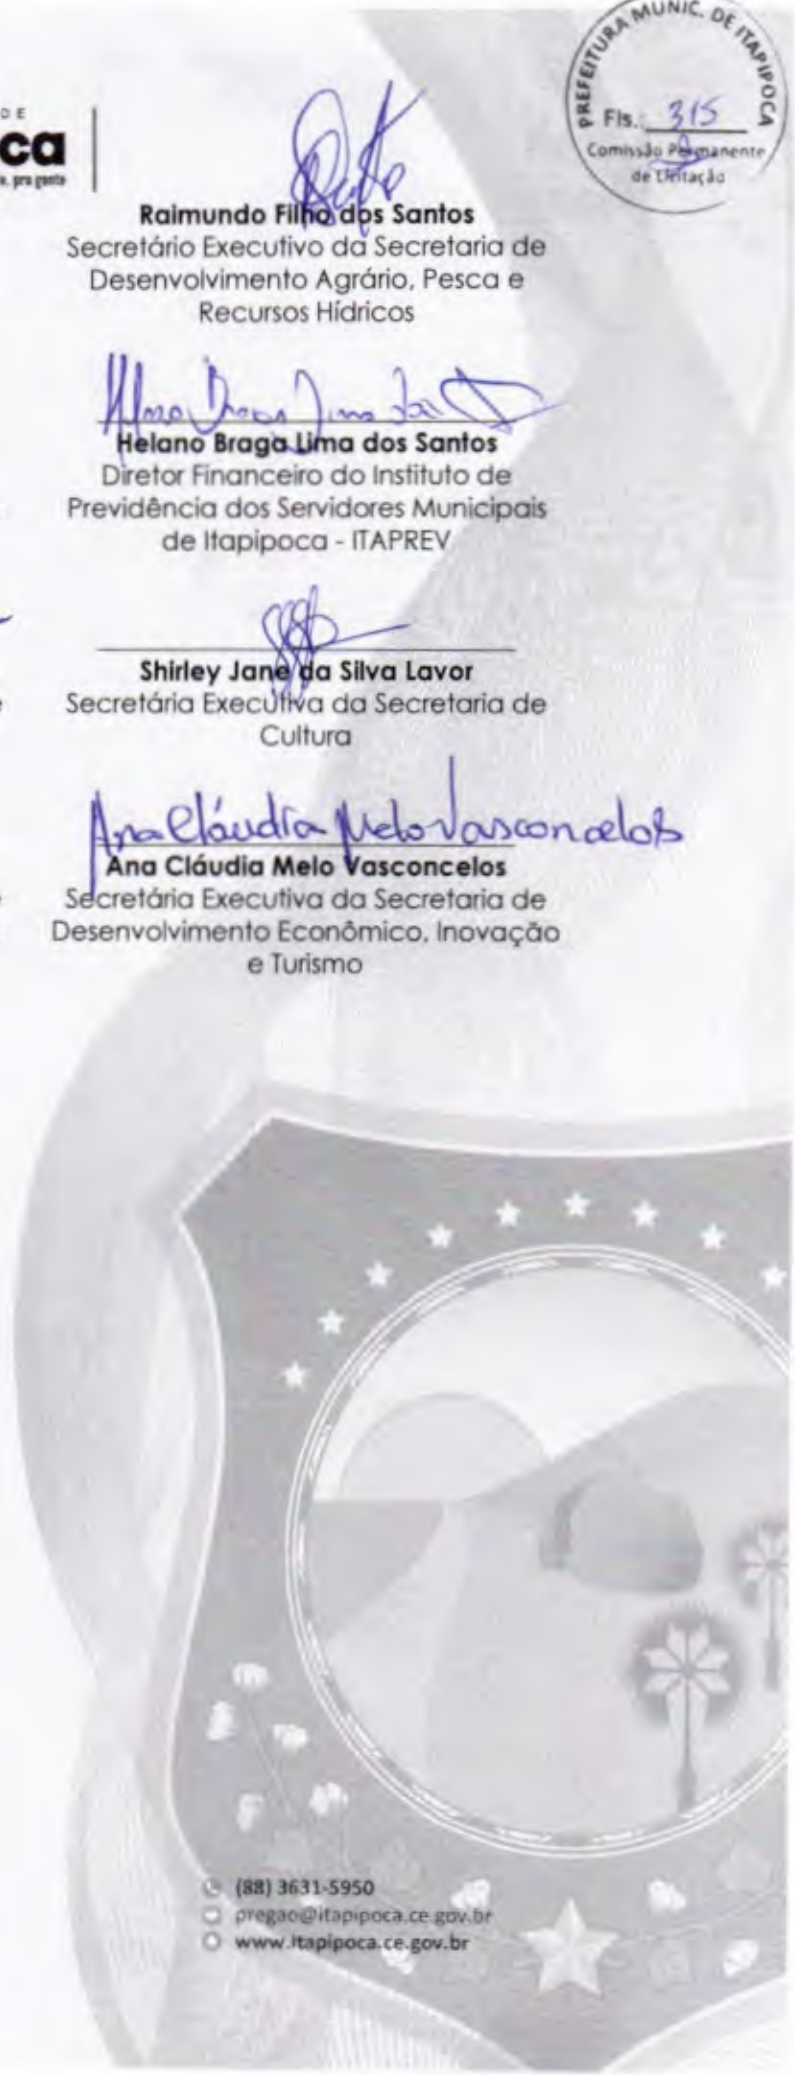 PREFEITURA MUNIC. DE ITAPIPOCA
Fls.: 315
Comissão Permanente
de Licitação
DE
ca
pra gente
Raimundo Filho dos Santos
Secretário Executivo da Secretaria de
Desenvolvimento Agrário, Pesca e
Recursos Hídricos
Helano Braga Lima dos Santos
Diretor Financeiro do Instituto de
Previdência dos Servidores Municipais
de Itapipoca - ITAPREV
Shirley Jane da Silva Lavor
Secretária Executiva da Secretaria de
Cultura
Ana Cláudia Melo Vasconcelos
Ana Cláudia Melo Vasconcelos
Secretária Executiva da Secretaria de
Desenvolvimento Econômico, Inovação
e Turismo
(88) 3631-5950
pregao@itapipoca.ce.gov.br
www.itapipoca.ce.gov.br